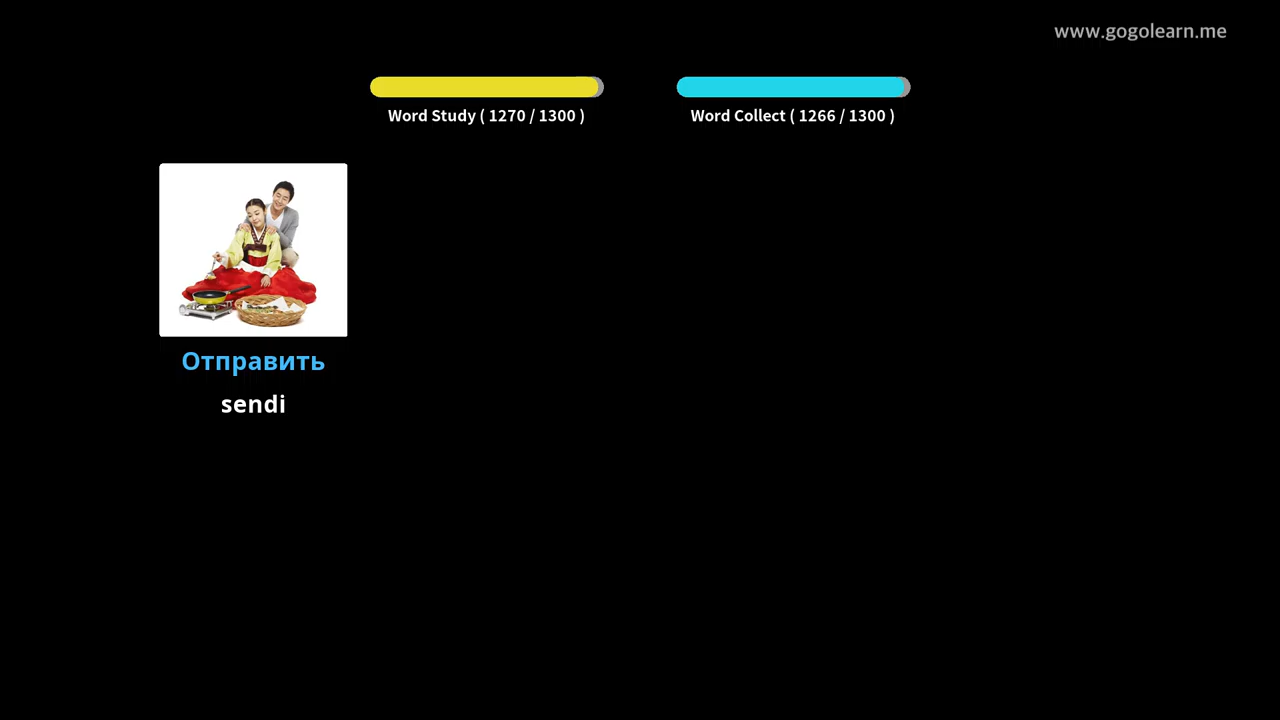 www.gogolearn.me
Word Study ( 1270 / 1300 )
Word Collect ( 1266 / 1300 )
Отправить
sendi